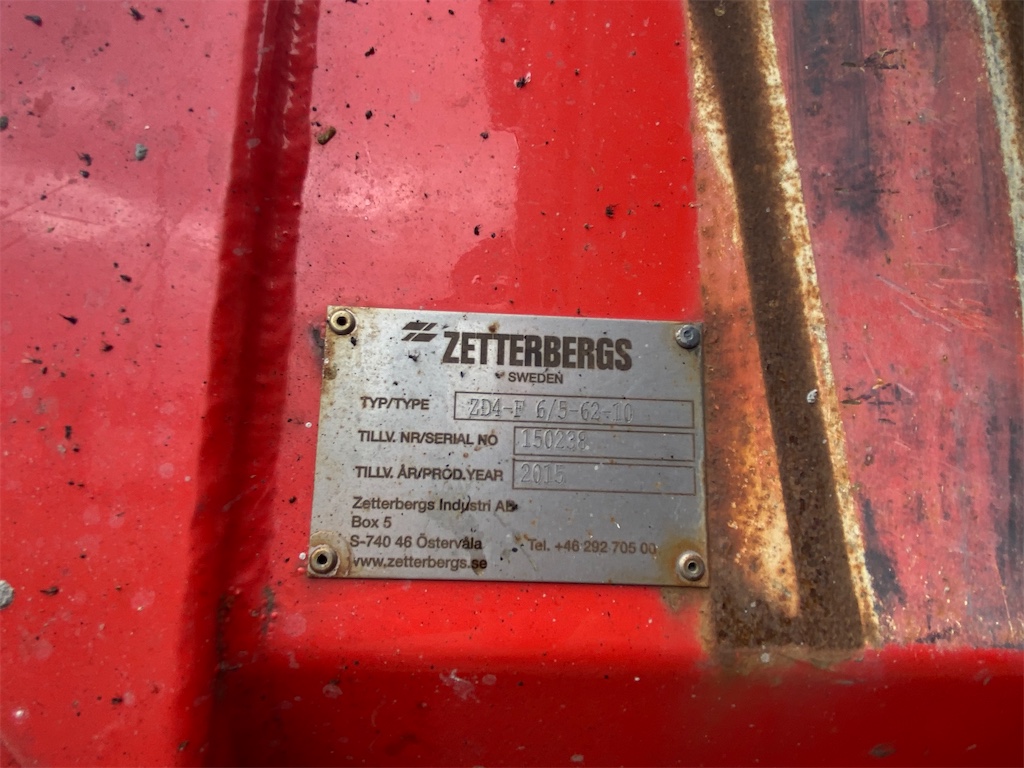 ZETTERBERGS
SWEDEN
TYP/TYPE ZD4-F 6/5-62-10
TILLV. NR/SERIAL NO 150238
TILLV. ÅR/PROD.YEAR 2015
Zetterbergs Industri AB
Box 5
S-740 46 Östervåla Tel. +46 292 705 00
www.zetterbergs.se